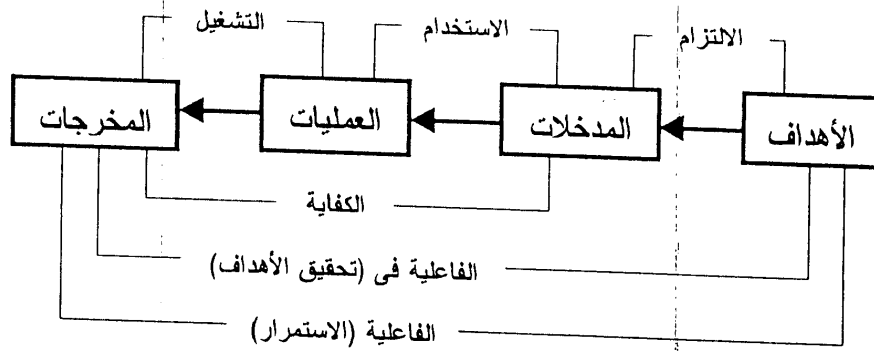 الالتزام
الاستخدام
التشغيل
الأهداف
المدخلات
العمليات
المخرجات
الكفاية
الفاعلية فى (تحقيق الأهداف)
الفاعلية (الاستمرار)